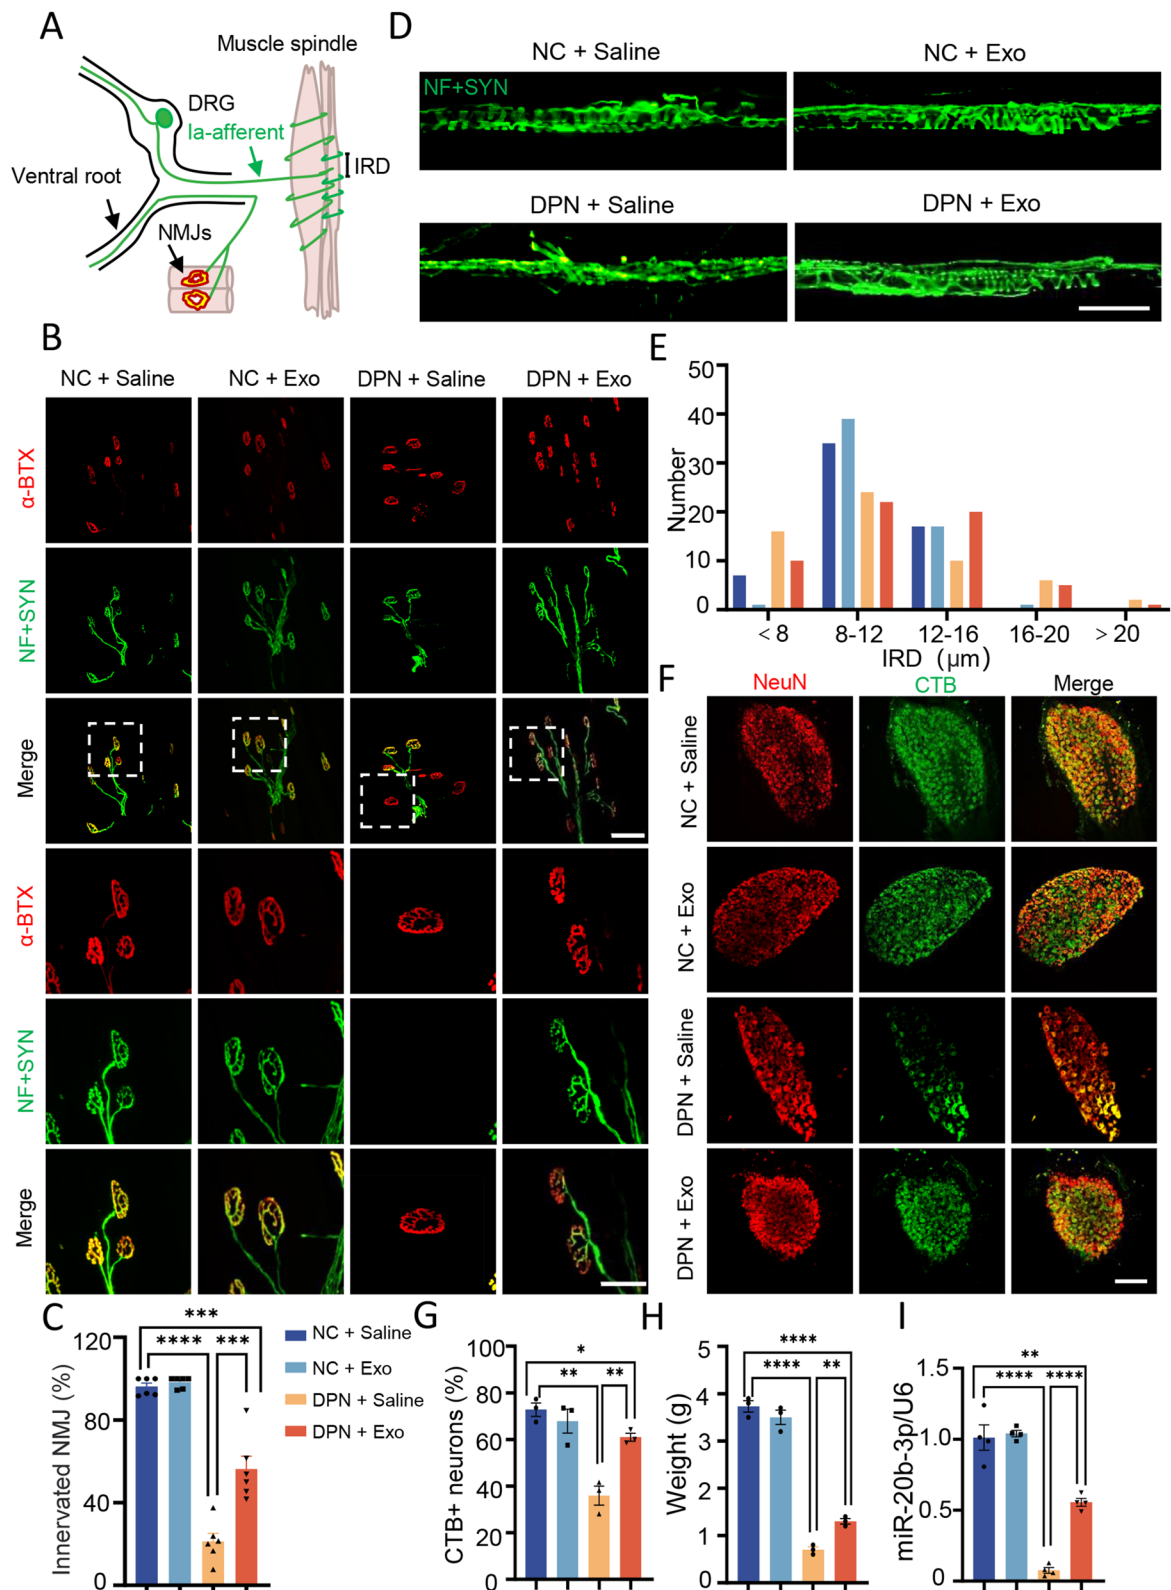 A
Muscle spindle
DRG
Ia-afferent
IRD
Ventral root
NMJs
D
NC + Saline
NC + Exo
NF+SYN
DPN + Saline
DPN + Exo
B
NC + Saline
NC + Exo
DPN + Saline
DPN + Exo
α-BTX
NF+SYN
Merge
α-BTX
NF+SYN
Merge
E
Number
50
40
30
20
10
0
< 8
8-12
12-16
16-20
> 20
IRD (μm)
F
NeuN
CTB
Merge
NC + Saline
NC + Exo
DPN + Saline
DPN + Exo
C
Innervated NMJ (%)
120
80
40
0
***
****
***
NC + Saline
NC + Exo
DPN + Saline
DPN + Exo
G
CTB+ neurons (%)
100
80
60
40
20
0
*
**
**
H
Weight (g)
5
4
3
2
1
0
****
****
**
I
miR-20b-3p/U6
1.5
1.0
0.5
0
**
****
****